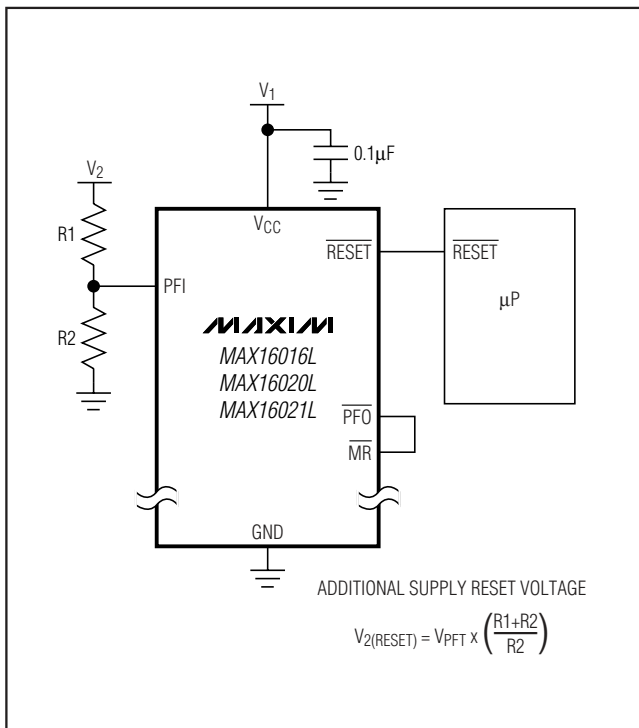 V1
0.1μF
V2
R1
VCC
RESET
RESET
PFI
μP
R2
MAXIM
MAX16016L
MAX16020L
MAX16021L
PFO
MR
GND
ADDITIONAL SUPPLY RESET VOLTAGE
V2(RESET) = VPFT x (R1+R2/R2)